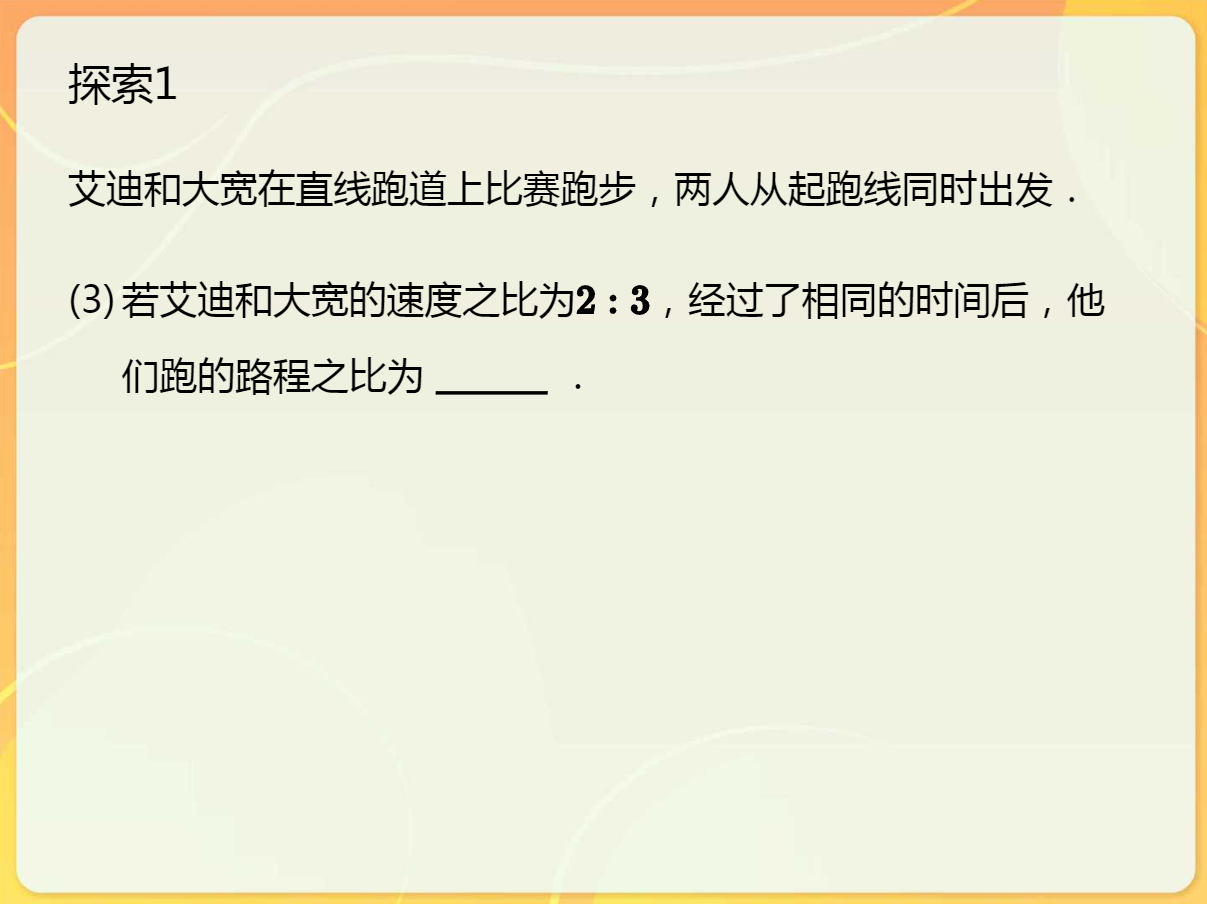 探索1
艾迪和大宽在直线跑道上比赛跑步，两人从起跑线同时出发．
(3) 若艾迪和大宽的速度之比为2 : 3，经过了相同的时间后，他
们跑的路程之比为 ______ ．